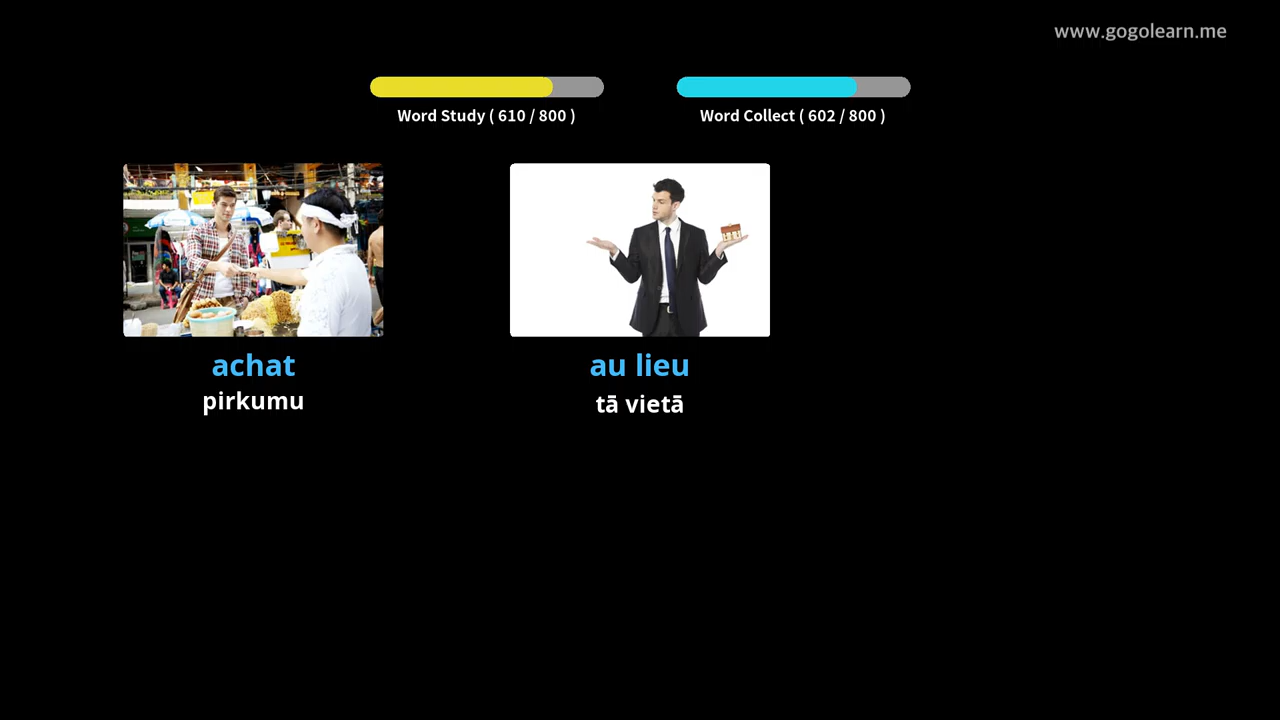 www.gogolearn.me
Word Study ( 610 / 800 )
Word Collect ( 602 / 800 )
achat
pirkumu
au lieu
tā vietā